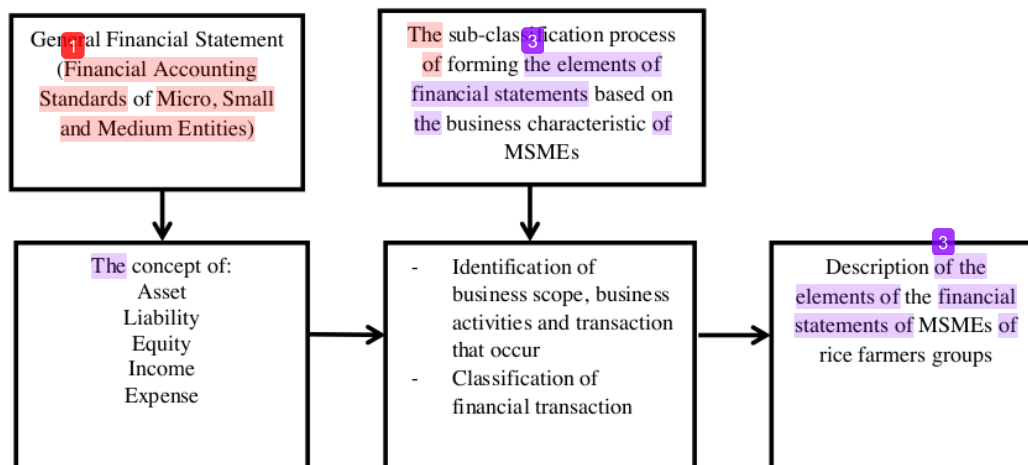 General Financial Statement
(Financial Accounting
Standards of Micro, Small
and Medium Entities)
1
The sub-classification process
of forming the elements of
financial statements based on
the business characteristic of
MSMEs
3
The concept of:
Asset
Liability
Equity
Income
Expense
- Identification of
business scope, business
activities and transaction
that occur
- Classification of
financial transaction
3
Description of the
elements of the financial
statements of MSMEs of
rice farmers groups